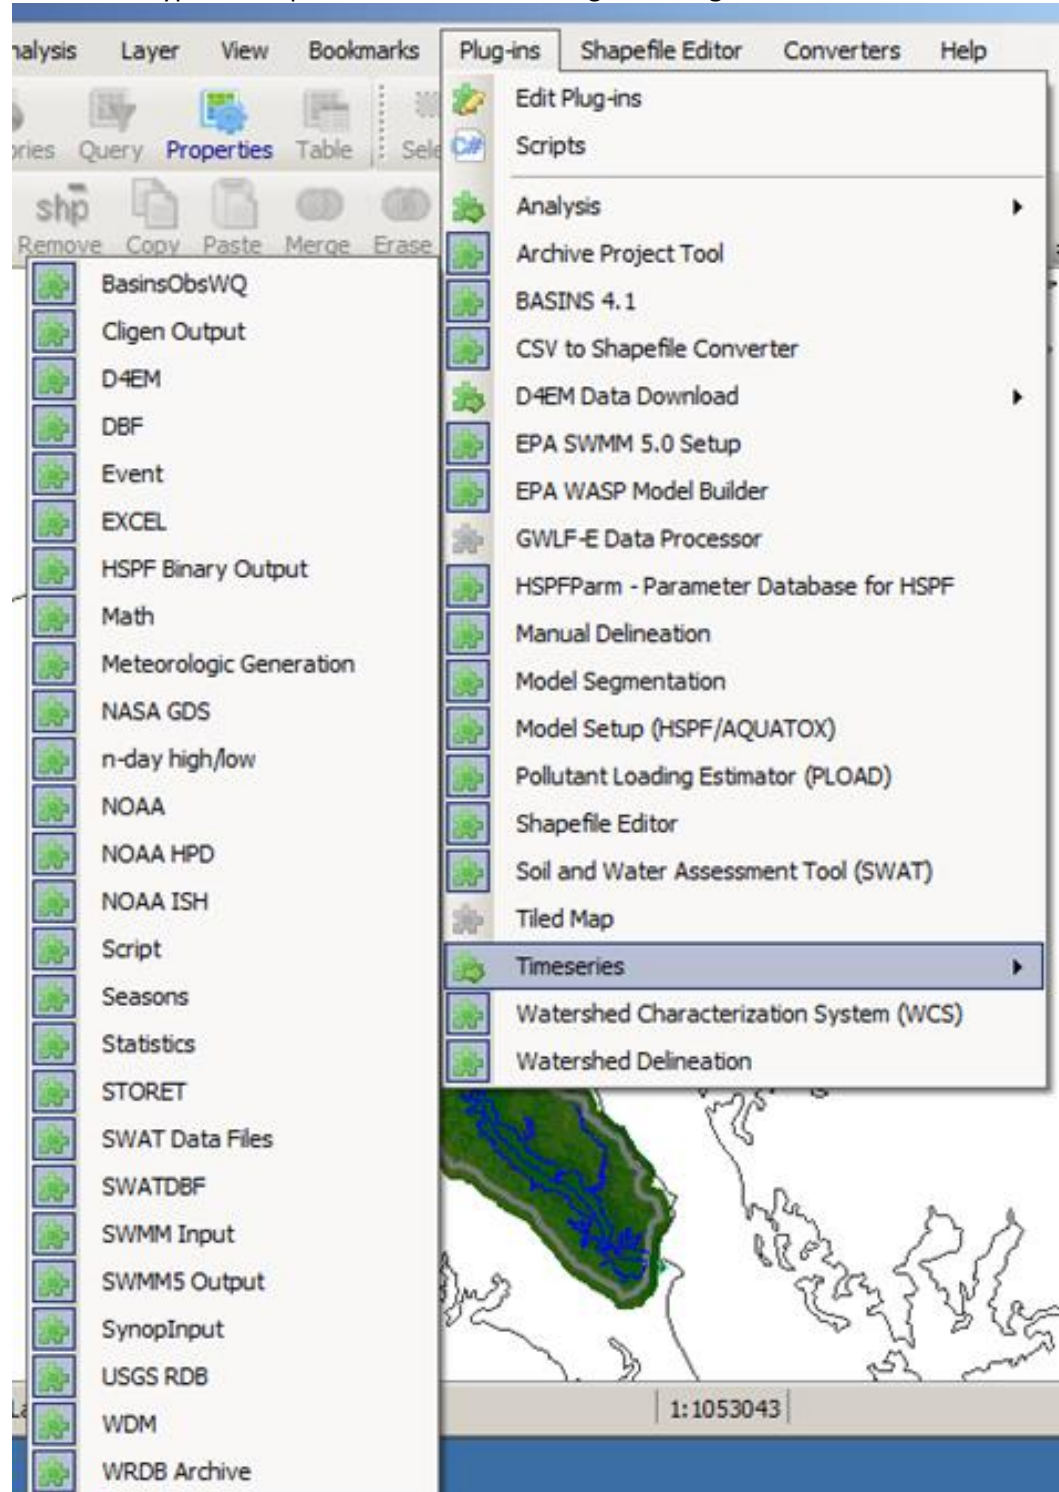 nalysis Layer View Bookmarks Plug-ins Shapefile Editor Converters Help
ories Query Properties Table Sele
shp
Remove Copy Paste Merge Erase
Edit Plug-ins
Scripts
Analysis
Archive Project Tool
BASINS 4.1
CSV to Shapefile Converter
D4EM Data Download
EPA SWMM 5.0 Setup
EPA WASP Model Builder
GWLF-E Data Processor
HSPFParm - Parameter Database for HSPF
Manual Delineation
Model Segmentation
Model Setup (HSPF/AQUATOX)
Pollutant Loading Estimator (PLOAD)
Shapefile Editor
Soil and Water Assessment Tool (SWAT)
Tiled Map
Timeseries
Watershed Characterization System (WCS)
Watershed Delineation
BasinsObsWQ
Cligen Output
D4EM
DBF
Event
EXCEL
HSPF Binary Output
Math
Meteorologic Generation
NASA GDS
n-day high/low
NOAA
NOAA HPD
NOAA ISH
Script
Seasons
Statistics
STORET
SWAT Data Files
SWATDBF
SWMM Input
SWMM5 Output
SynopInput
USGS RDB
WDM
WRDB Archive
1:1053043